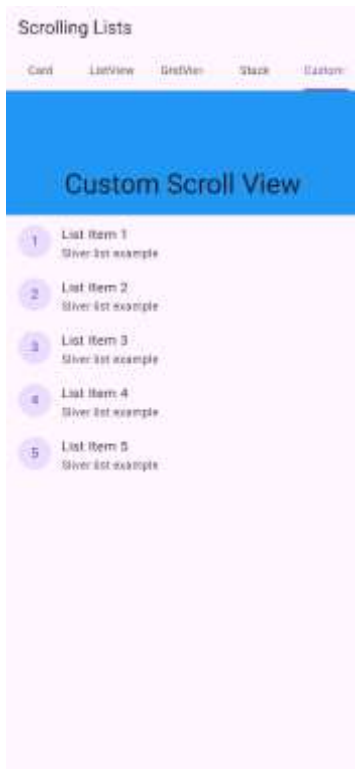 Scrolling Lists
Card ListView GridView Stack Custom
Custom Scroll View
1 List Item 1
Sliver list example
2 List Item 2
Sliver list example
3 List Item 3
Sliver list example
4 List Item 4
Sliver list example
5 List Item 5
Sliver list example